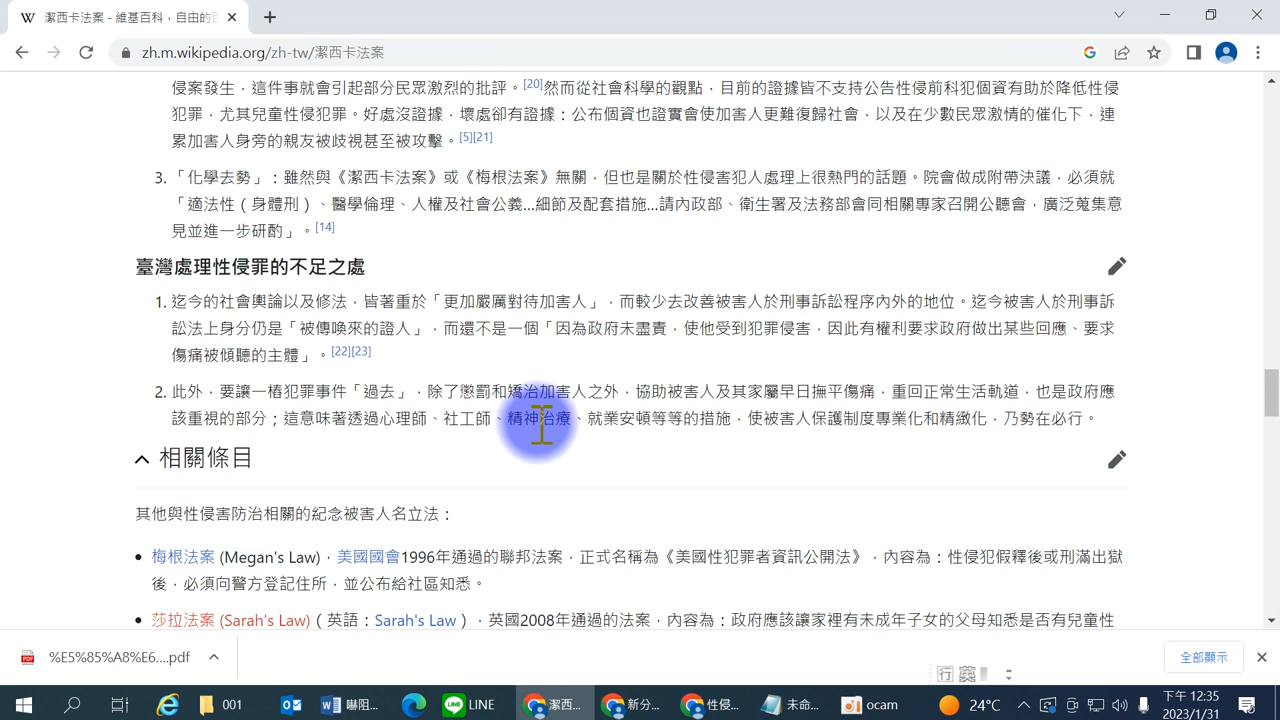 潔西卡法案 - 維基百科，自由的百
zh.m.wikipedia.org/zh-tw/潔西卡法案
侵案發生，這件事就會引起部分民眾激烈的批評。[20]然而從社會科學的觀點，目前的證據皆不支持公告性侵前科犯個資有助於降低性侵
犯罪，尤其兒童性侵犯罪。好處沒證據，壞處卻有證據：公布個資也證實會使加害人更難復歸社會，以及在少數民眾激情的催化下，連
累加害人身旁的親友被歧視甚至被攻擊。[5][21]
3. 「化學去勢」：雖然與《潔西卡法案》或《梅根法案》無關，但也是關於性侵害犯人處理上很熱門的話題。院會做成附帶決議，必須就
「適法性（身體刑）、醫學倫理、人權及社會公義...細節及配套措施...請內政部、衛生署及法務部會同相關專家召開公聽會，廣泛蒐集意
見並進一步研酌」。[14]
臺灣處理性侵罪的不足之處
1. 迄今的社會輿論以及修法，皆著重於「更加嚴厲對待加害人」，而較少去改善被害人於刑事訴訟程序內外的地位。迄今被害人於刑事訴
訟法上身分仍是「被傳喚來的證人」，而還不是一個「因為政府未盡責，使他受到犯罪侵害，因此有權利要求政府做出某些回應、要求
傷痛被傾聽的主體」。[22][23]
2. 此外，要讓一樁犯罪事件「過去」，除了懲罰和矯治加害人之外，協助被害人及其家屬早日撫平傷痛，重回正常生活軌道，也是政府應
該重視的部分；這意味著透過心理師、社工師、精神治療、就業安頓等等的措施，使被害人保護制度專業化和精緻化，乃勢在必行。
相關條目
其他與性侵害防治相關的紀念被害人名立法：
梅根法案 (Megan's Law)，美國國會1996年通過的聯邦法案，正式名稱為《美國性犯罪者資訊公開法》，內容為：性侵犯假釋後或刑滿出獄
後，必須向警方登記住所，並公布給社區知悉。
莎拉法案 (Sarah's Law)（英語：Sarah's Law），英國2008年通過的法案，內容為：政府應該讓家裡有未成年子女的父母知悉是否有兒童性
%E5%85%A8%E6....pdf
全部顯示
行 英
001
嚇阻...
LINE
潔西...
新分...
性侵...
未命...
ocam
24°C
下午 12:35
2023/1/31